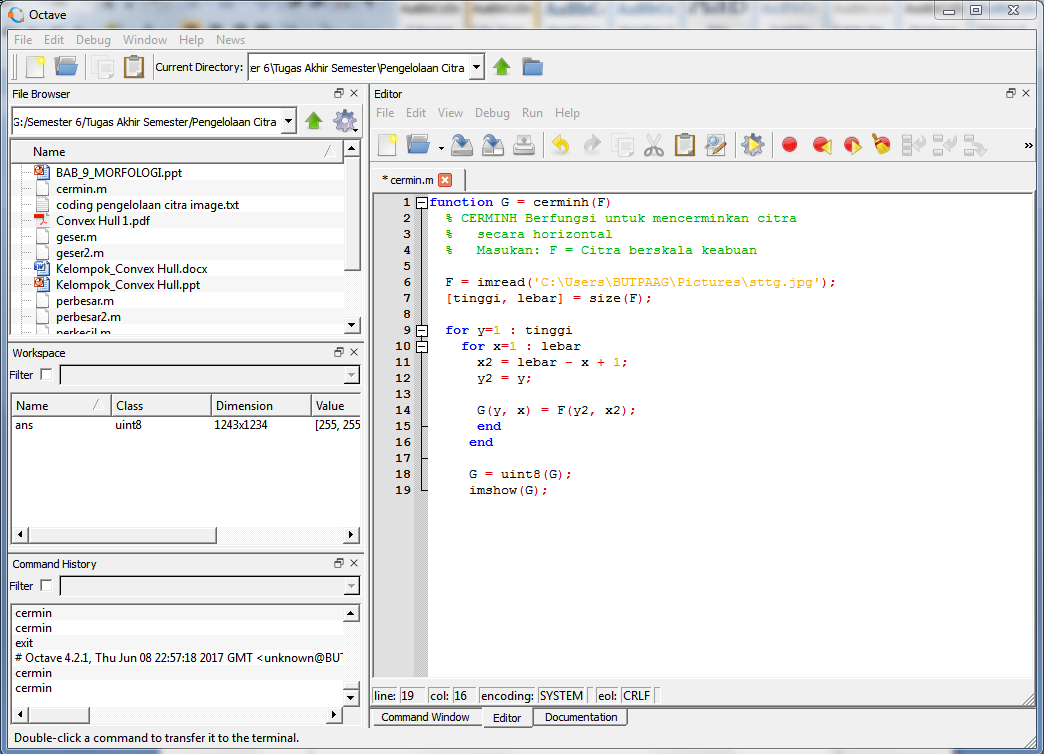 Octave
File Edit Debug Window Help News
Current Directory: er 6\Tugas Akhir Semester\Pengelolaan Citra
File Browser
G:/Semester 6/Tugas Akhir Semester/Pengelolaan Citra
Name
BAB_9_MORFOLOGI.ppt
cermin.m
coding pengelolaan citra image.txt
Convex Hull 1.pdf
geser.m
geser2.m
Kelompok_Convex Hull.docx
Kelompok_Convex Hull.ppt
perbesar.m
perbesar2.m
perkecil.m
Workspace
Filter
Name Class Dimension Value
ans uint8 1243x1234 [255, 255
Command History
Filter
cermin
cermin
exit
# Octave 4.2.1, Thu Jun 08 22:57:18 2017 GMT <unknown@BUT
cermin
cermin
Editor
File Edit View Debug Run Help
»
* cermin.m
1 function G = cerminh(F)
2 % CERMINH Berfungsi untuk mencerminkan citra
3 % secara horizontal
4 % Masukan: F = Citra berskala keabuan
5
6 F = imread('C:\Users\BUTPAAG\Pictures\sttg.jpg');
7 [tinggi, lebar] = size(F);
8
9 for y=1 : tinggi
10 for x=1 : lebar
11 x2 = lebar - x + 1;
12 y2 = y;
13
14 G(y, x) = F(y2, x2);
15 end
16 end
17
18 G = uint8(G);
19 imshow(G);
line: 19 col: 16 encoding: SYSTEM eol: CRLF
Command Window Editor Documentation
Double-click a command to transfer it to the terminal.